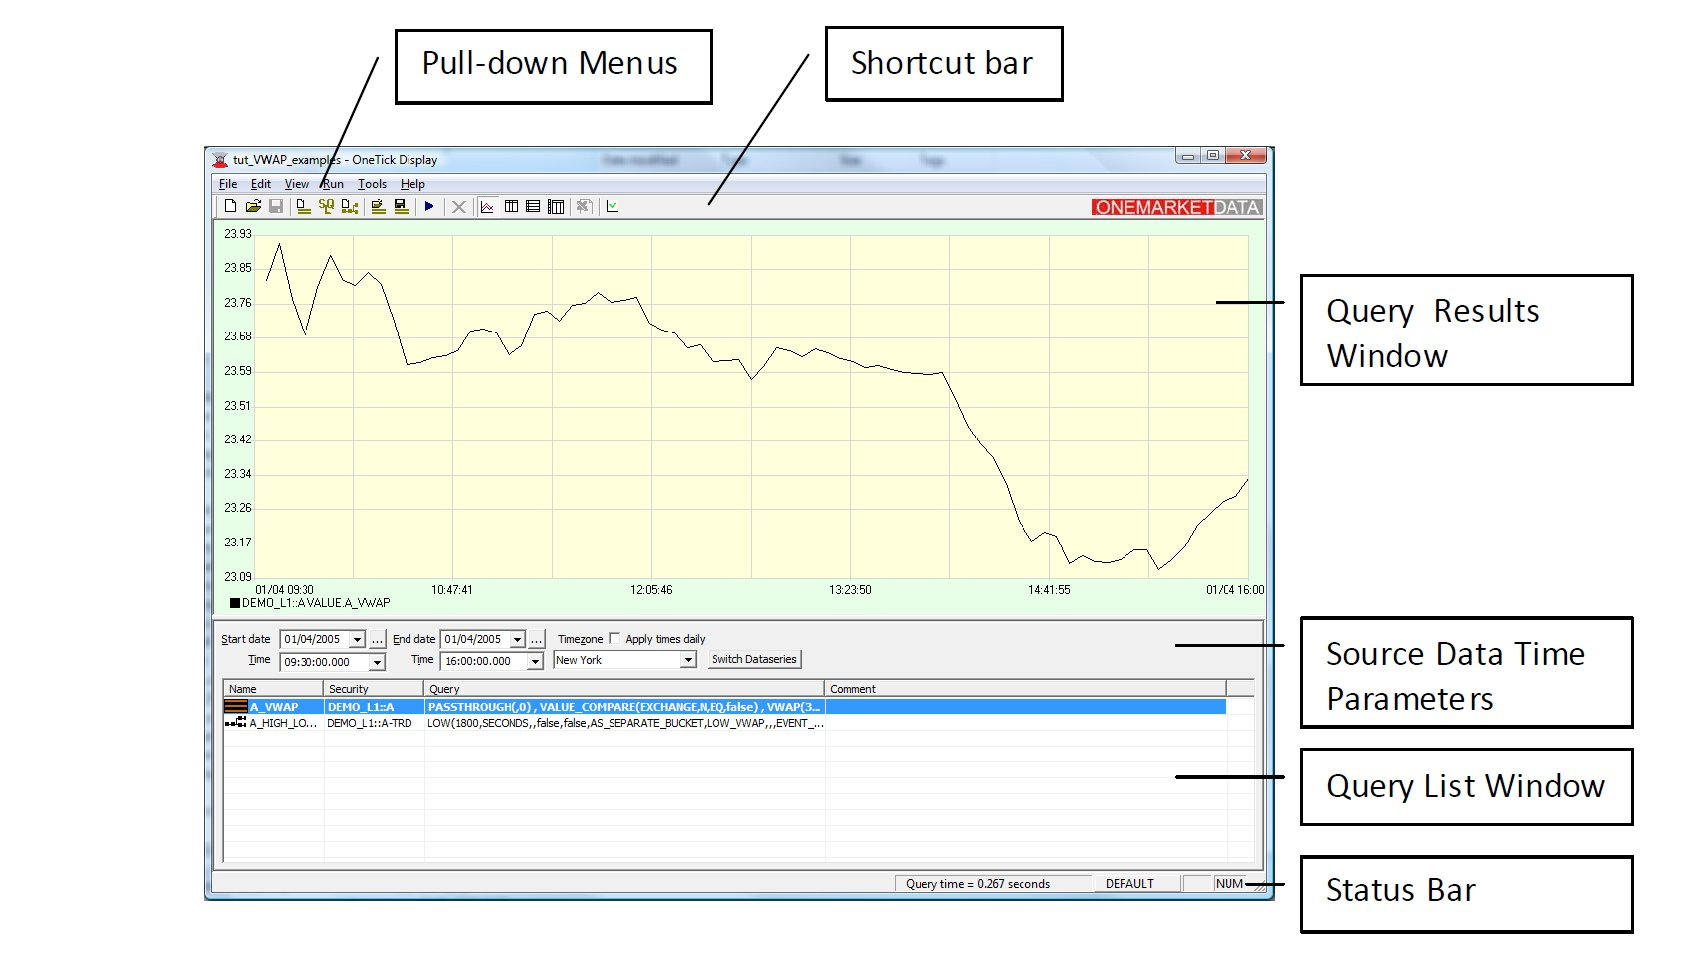 Pull-down Menus
Shortcut bar
tut_VWAP_examples - OneTick Display
File Edit View Run Tools Help
ONEMARKETDATA
23.93
23.85
23.76
23.68
23.59
23.51
23.42
23.34
23.26
23.17
23.09
01/04 09:30 10:47:41 12:05:46 13:23:50 14:41:55 01/04 16:00
DEMO_L1::A.VALUE.A_VWAP
Query Results
Window
Start date 01/04/2005 ... End date 01/04/2005 ... Timezone Apply times daily
Time 09:30:00.000 Time 16:00:00.000 New York Switch Dataseries
Source Data Time
Parameters
Name Security Query Comment
A_VWAP DEMO_L1::A PASSTHROUGH(,0) , VALUE_COMPARE(EXCHANGE,N,EQ,false) , VWAP(3...
A_HIGH_LO... DEMO_L1::A-TRD LOW(1800,SECONDS,,false,false,AS_SEPARATE_BUCKET,LOW_VWAP,,,EVENT_...
Query List Window
Query time = 0.267 seconds DEFAULT NUM
Status Bar